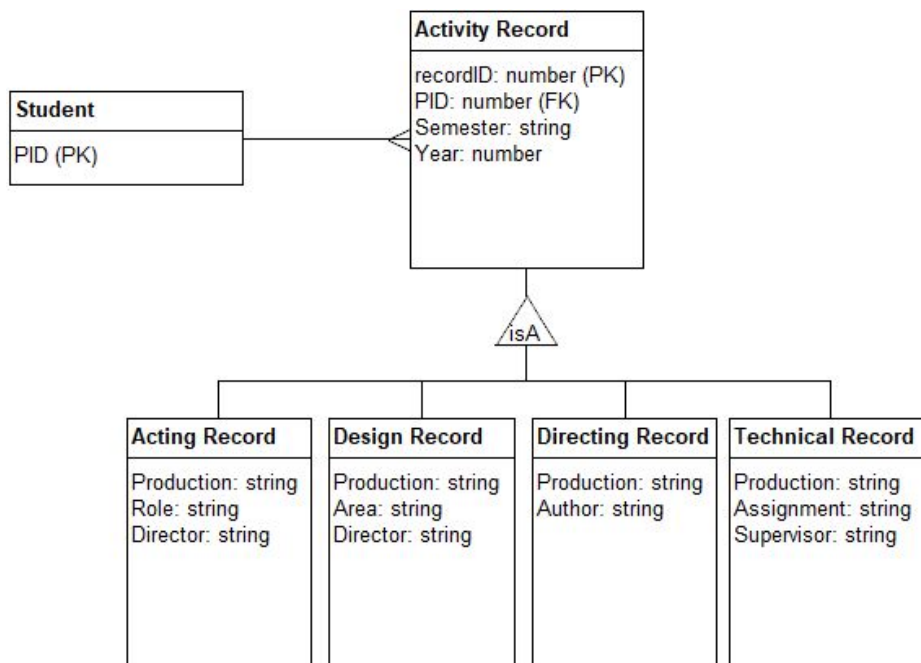 Activity Record
recordID: number (PK)
PID: number (FK)
Semester: string
Year: number
Student
PID (PK)
isA
Acting Record
Production: string
Role: string
Director: string
Design Record
Production: string
Area: string
Director: string
Directing Record
Production: string
Author: string
Technical Record
Production: string
Assignment: string
Supervisor: string